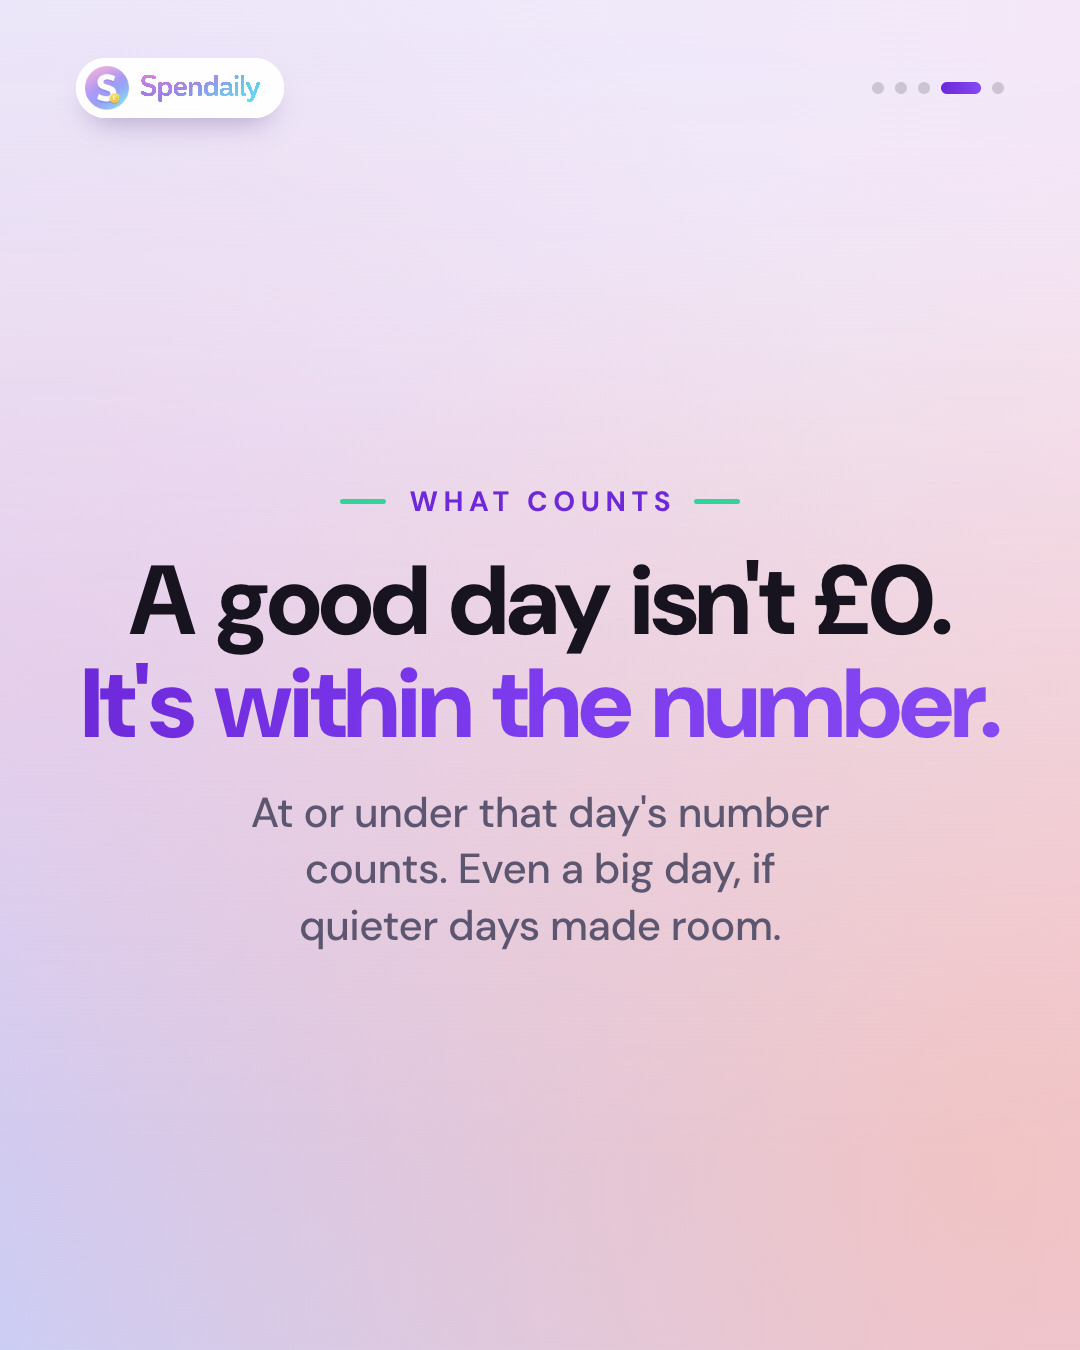 Spendaily
WHAT COUNTS
A good day isn't £0.
It's within the number.
At or under that day's number
counts. Even a big day, if
quieter days made room.